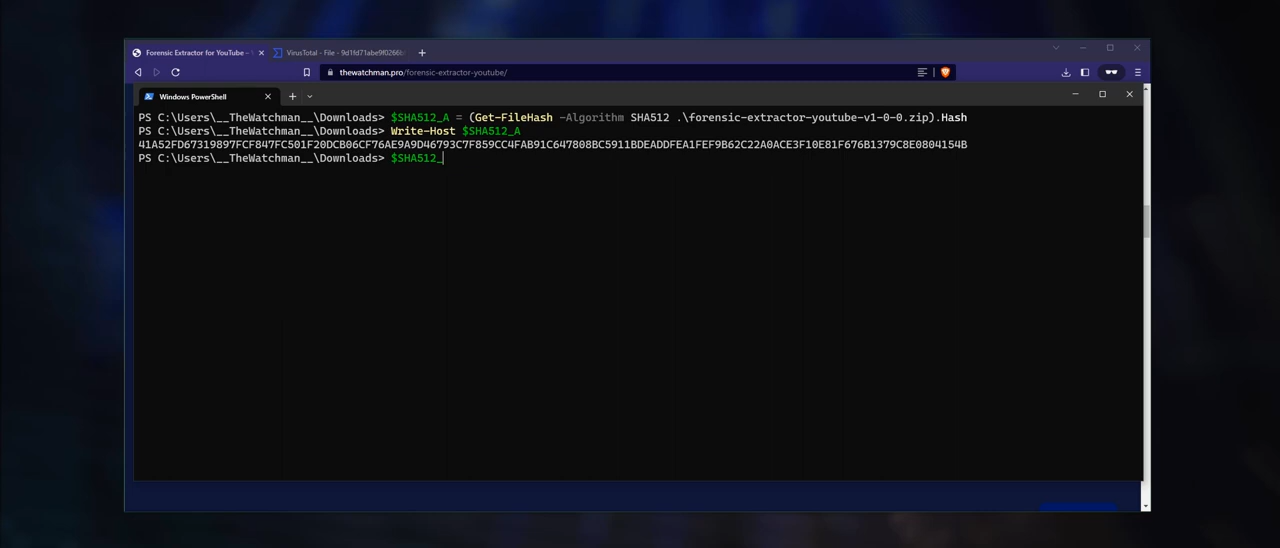 Forensic Extractor for YouTube - 
VirusTotal - File - 9d1fd71abe9f0266b
thewatchman.pro/forensic-extractor-youtube/
Windows PowerShell
PS C:\Users\__TheWatchman__\Downloads> $SHA512_A = (Get-FileHash -Algorithm SHA512 .\forensic-extractor-youtube-v1-0-0.zip).Hash
PS C:\Users\__TheWatchman__\Downloads> Write-Host $SHA512_A
41A52FD67319897FCF847FC501F20DCB06CF76AE9A9D46793C7F859CC4FAB91C647808BC5911BDEADDFEA1FEF9B62C22A0ACE3F10E81F676B1379C8E0804154B
PS C:\Users\__TheWatchman__\Downloads> $SHA512_